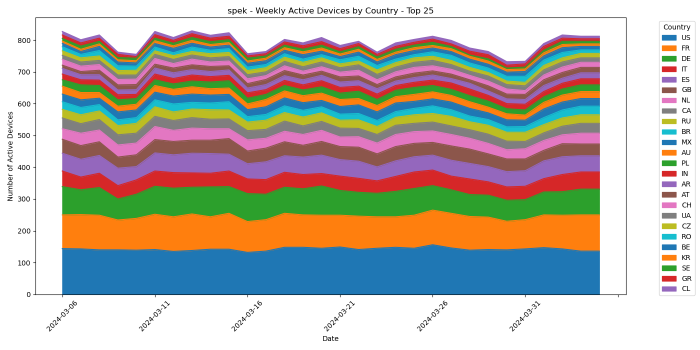 spek - Weekly Active Devices by Country - Top 25
Number of Active Devices
800
700
600
500
400
300
200
100
0
2024-03-06
2024-03-11
2024-03-16
2024-03-21
2024-03-26
2024-03-31
Date
Country
US
FR
DE
IT
ES
GB
NL
CA
RU
BR
MX
AU
PL
IN
AR
AT
CH
UA
CZ
RO
BE
KR
SE
GR
CL